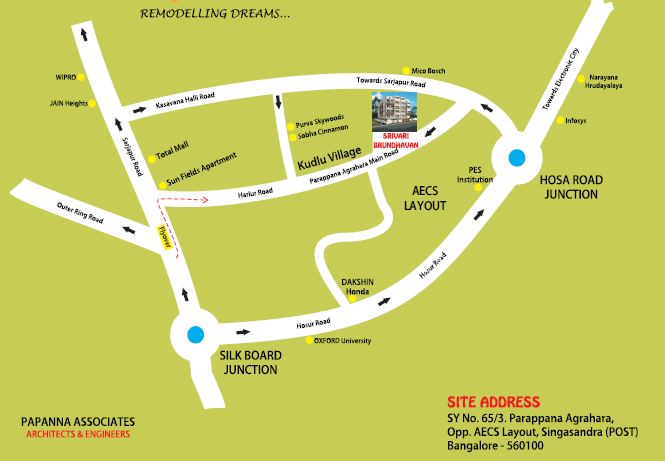 REMODELLING DREAMS...
WIPRO
JAIN Heights
Kasavana Halli Road
Towards Sarjapur Road
Mico Bosch
Towards Electronic City
Narayana
Hrudayalaya
Infosys
Sarjapur Road
Total Mall
Sun Fields Apartment
Purva Skywoods
Sobha Cinnamon
SRIVARI
BRUNDHAVAN
Kudlu Village
Parappana Agrahara Main Road
Harlur Road
AECS
LAYOUT
PES
Institution
HOSA ROAD
JUNCTION
Outer Ring Road
Flyover
Hosur Road
DAKSHIN
Honda
Hosur Road
OXFORD University
SILK BOARD
JUNCTION
PAPANNA ASSOCIATES
ARCHITECTS & ENGINEERS
SITE ADDRESS
SY No. 65/3. Parappana Agrahara,
Opp. AECS Layout, Singasandra (POST)
Bangalore - 560100